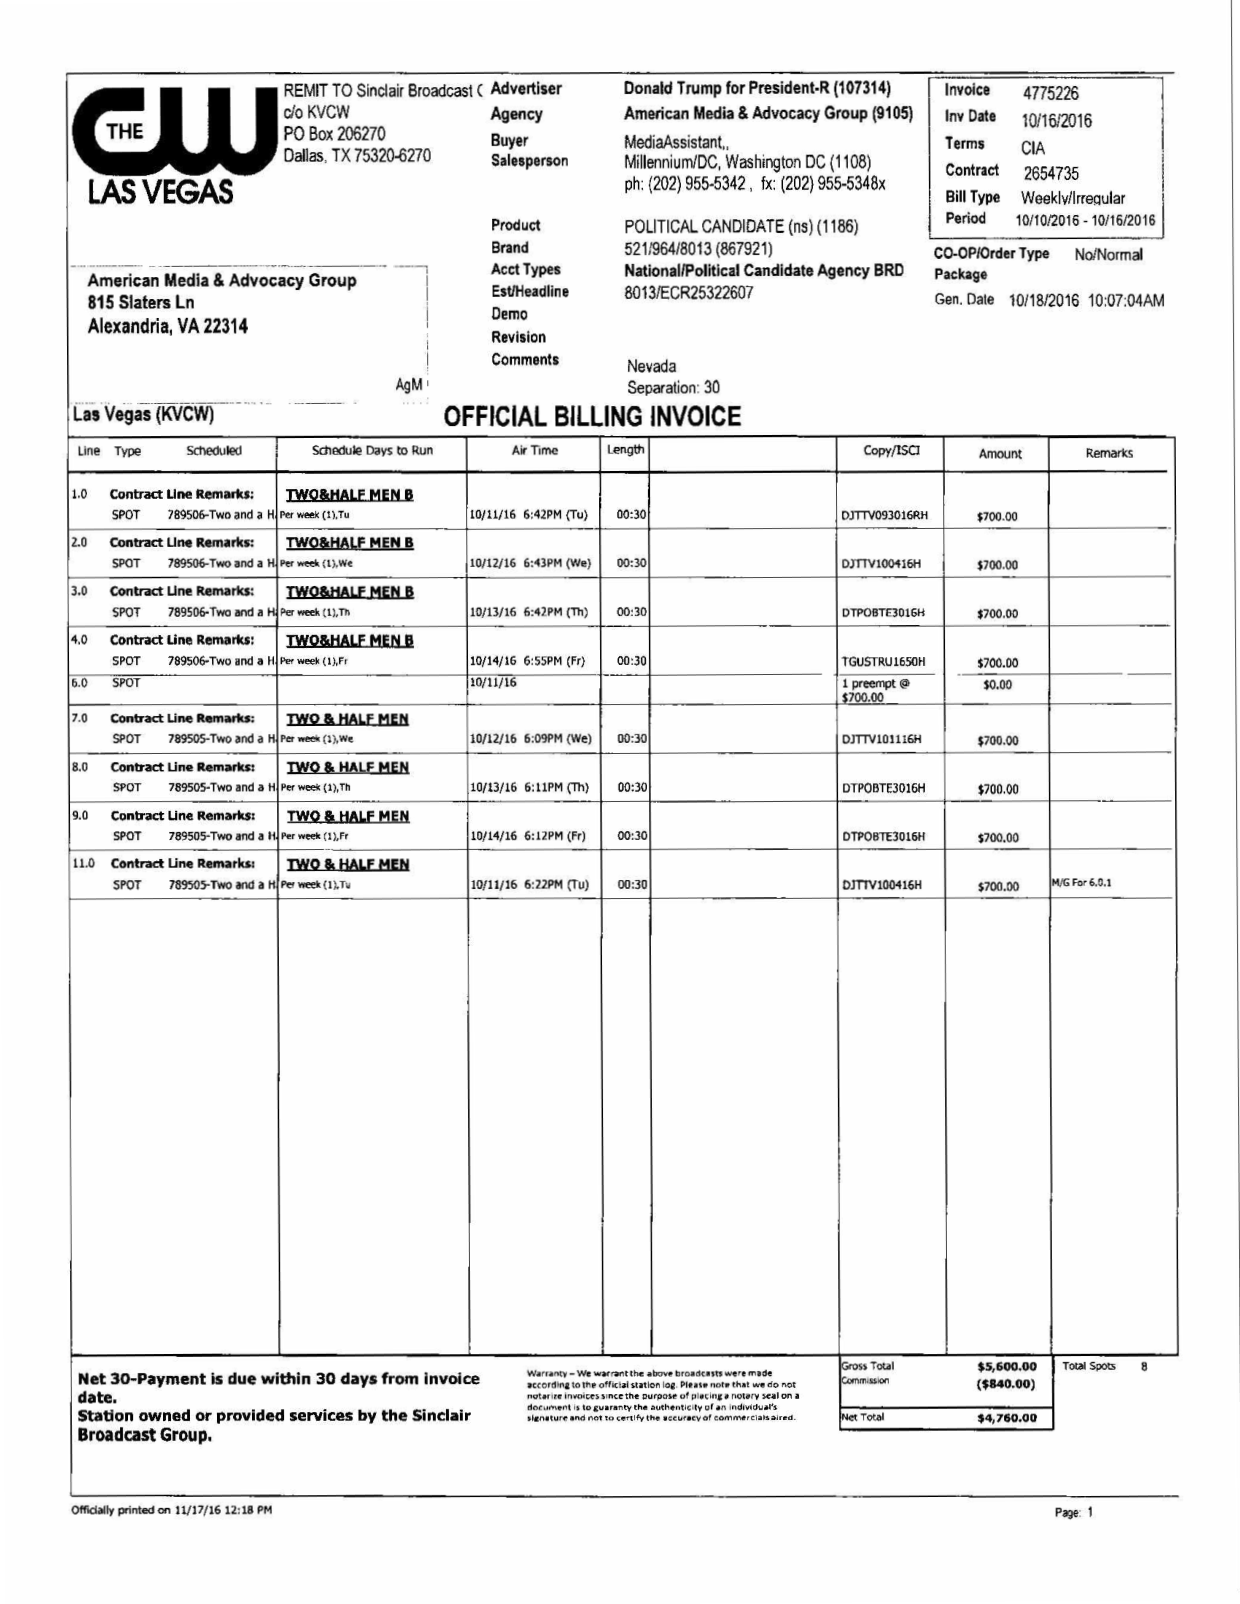 THE
CW
LAS VEGAS
REMIT TO Sinclair Broadcast
c/o KVCW
PO Box 206270
Dallas, TX 75320-6270
American Media & Advocacy Group
815 Slaters Ln
Alexandria, VA 22314
AgM
Advertiser Donald Trump for President-R (107314)
Agency American Media & Advocacy Group (9105)
Buyer MediaAssistant,,
Salesperson Millennium/DC, Washington DC (1108)
ph: (202) 955-5342 , fx: (202) 955-5348x
Product POLITICAL CANDIDATE (ns) (1186)
Brand 521/964/8013 (867921)
Acct Types National/Political Candidate Agency BRD
Est/Headline 8013/ECR25322607
Demo
Revision
Comments Nevada
Separation: 30
Invoice 4775226
Inv Date 10/16/2016
Terms CIA
Contract 2654735
Bill Type Weekly/Irregular
Period 10/10/2016 - 10/16/2016
CO-OP/Order Type No/Normal
Package
Gen. Date 10/18/2016 10:07:04AM
Las Vegas (KVCW) OFFICIAL BILLING INVOICE
Line Type Scheduled Schedule Days to Run Air Time Length Copy/ISCI Amount Remarks
1.0 Contract Line Remarks: TWO&HALF MEN B
SPOT 789506-Two and a H Per week (1),Tu 10/11/16 6:42PM (Tu) 00:30 DJTTV093016RH $700.00
2.0 Contract Line Remarks: TWO&HALF MEN B
SPOT 789506-Two and a H Per week (1),We 10/12/16 6:43PM (We) 00:30 DJTTV100416H $700.00
3.0 Contract Line Remarks: TWO&HALF MEN B
SPOT 789506-Two and a H Per week (1),Th 10/13/16 6:42PM (Th) 00:30 DTPOBTE3016H $700.00
4.0 Contract Line Remarks: TWO&HALF MEN B
SPOT 789506-Two and a H Per week (1),Fr 10/14/16 6:55PM (Fr) 00:30 TGUSTRU1650H $700.00
6.0 SPOT 10/11/16 1 preempt @ $0.00
$700.00
7.0 Contract Line Remarks: TWO & HALF MEN
SPOT 789505-Two and a H Per week (1),We 10/12/16 6:09PM (We) 00:30 DJTTV101116H $700.00
8.0 Contract Line Remarks: TWO & HALF MEN
SPOT 789505-Two and a H Per week (1),Th 10/13/16 6:11PM (Th) 00:30 DTPOBTE3016H $700.00
9.0 Contract Line Remarks: TWO & HALF MEN
SPOT 789505-Two and a H Per week (1),Fr 10/14/16 6:12PM (Fr) 00:30 DTPOBTE3016H $700.00
11.0 Contract Line Remarks: TWO & HALF MEN
SPOT 789505-Two and a H Per week (1),Tu 10/11/16 6:22PM (Tu) 00:30 DJTTV100416H $700.00 M/G For 6.0.1
Net 30-Payment is due within 30 days from invoice
date.
Station owned or provided services by the Sinclair
Broadcast Group.
Warranty – We warrant the above broadcasts were made
according to the official station log. Please note that we do not
notarize invoices since the purpose of placing a notary seal on a
document is to guaranty the authenticity of an individual's
signature and not to certify the accuracy of commercials aired.
Gross Total $5,600.00 Total Spots 8
Commission ($840.00)
Net Total $4,760.00
Officially printed on 11/17/16 12:18 PM
Page: 1